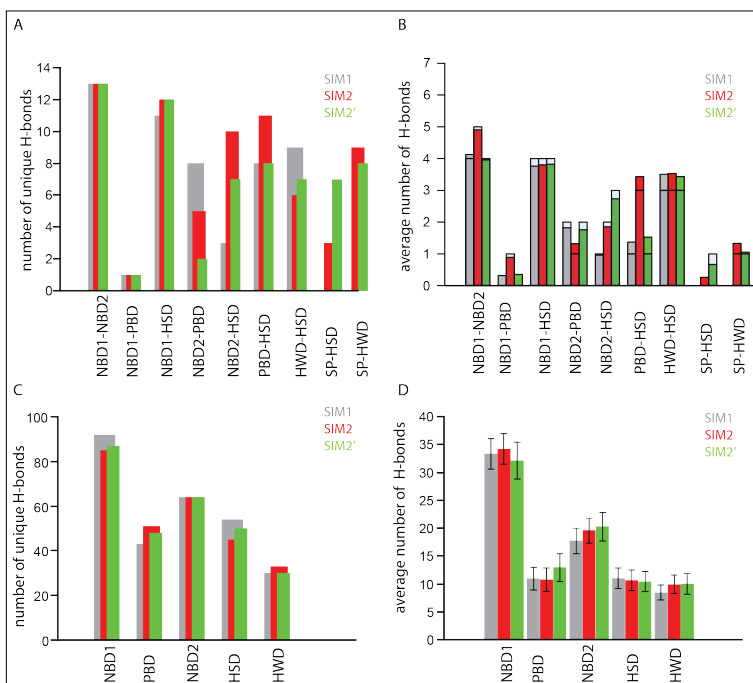 A
number of unique H-bonds
14
12
10
8
6
4
2
0
SIM1
SIM2
SIM2'
NBD1-NBD2
NBD1-PBD
NBD1-HSD
NBD2-PBD
NBD2-HSD
PBD-HSD
HWD-HSD
SP-HSD
SP-HWD
B
average number of H-bonds
7
6
5
4
3
2
1
0
SIM1
SIM2
SIM2'
NBD1-NBD2
NBD1-PBD
NBD1-HSD
NBD2-PBD
NBD2-HSD
PBD-HSD
HWD-HSD
SP-HSD
SP-HWD
C
number of unique H-bonds
100
80
60
40
20
0
SIM1
SIM2
SIM2'
NBD1
PBD
NBD2
HSD
HWD
D
average number of H-bonds
40
35
30
25
20
15
10
5
0
SIM1
SIM2
SIM2'
NBD1
PBD
NBD2
HSD
HWD